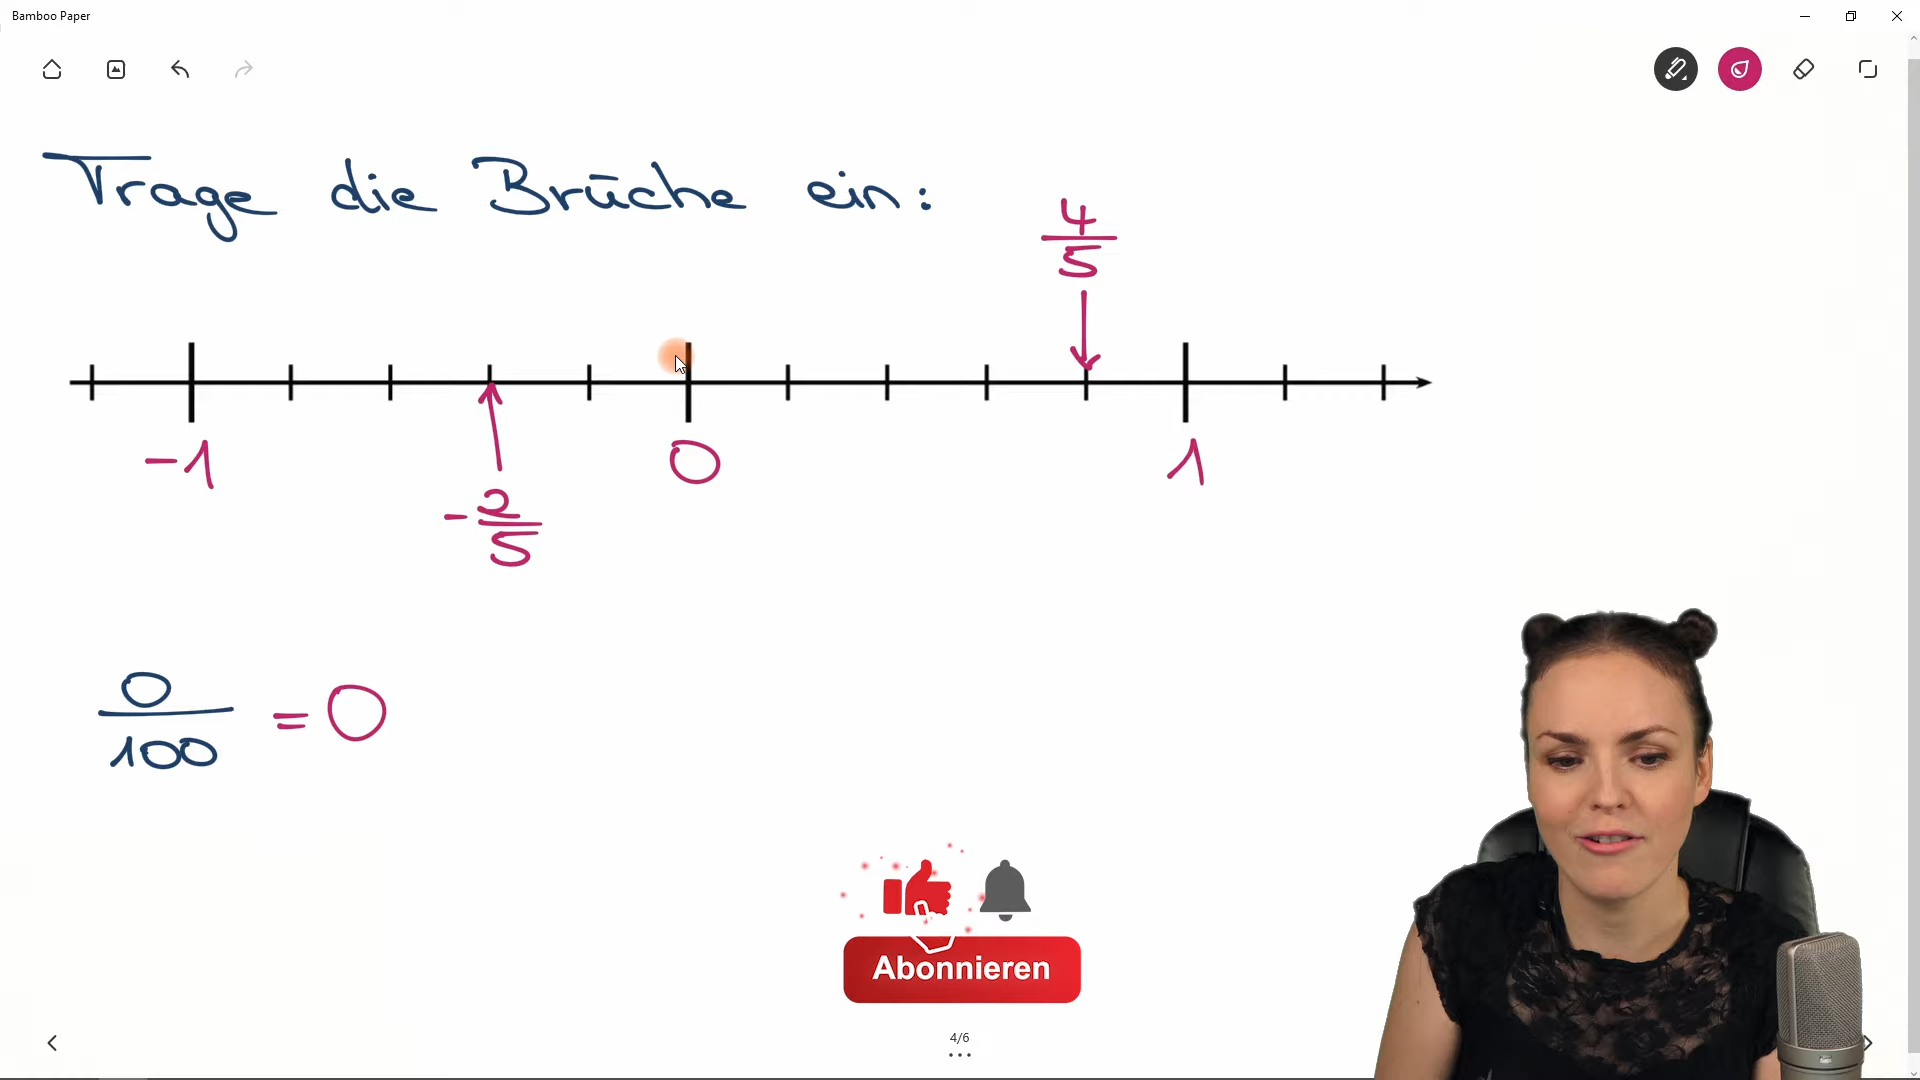 Bamboo Paper
Trage die Brüche ein:
4/5
-1
0
1
-2/5
0/100 = 0
Abonnieren
4/6